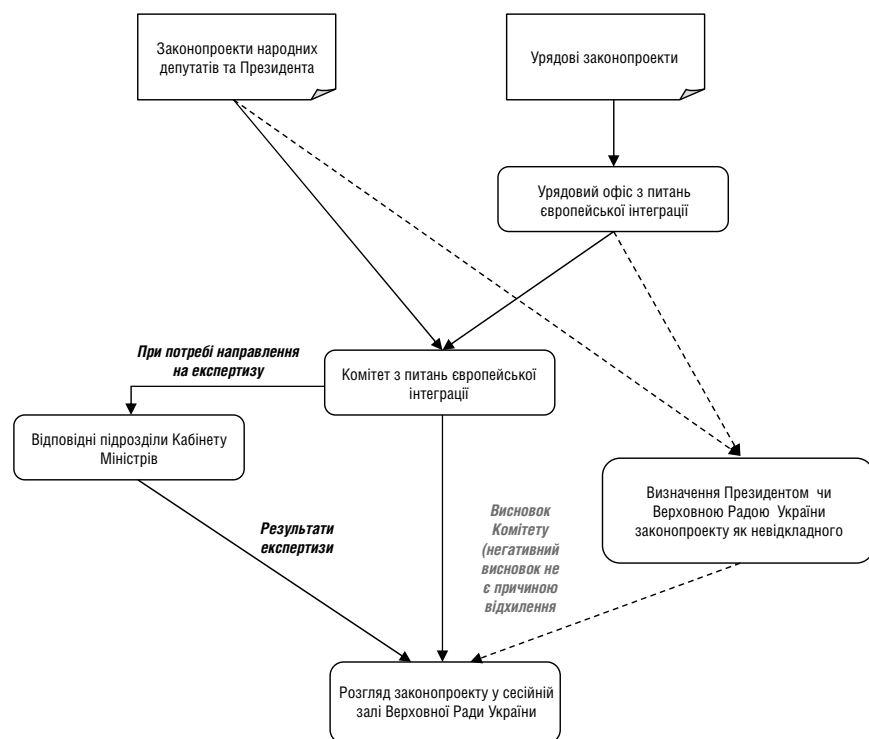 Законопроекти народних
депутатів та Президента
Урядові законопроекти
Урядовий офіс з питань
європейської інтеграції
При потребі направлення
на експертизу
Комітет з питань європейської
інтеграції
Відповідні підрозділи Кабінету
Міністрів
Визначення Президентом чи
Верховною Радою України
законопроекту як невідкладного
Результати
експертизи
Висновок
Комітету
(негативний
висновок не
є причиною
відхилення
Розгляд законопроекту у сесійній
залі Верховної Ради України